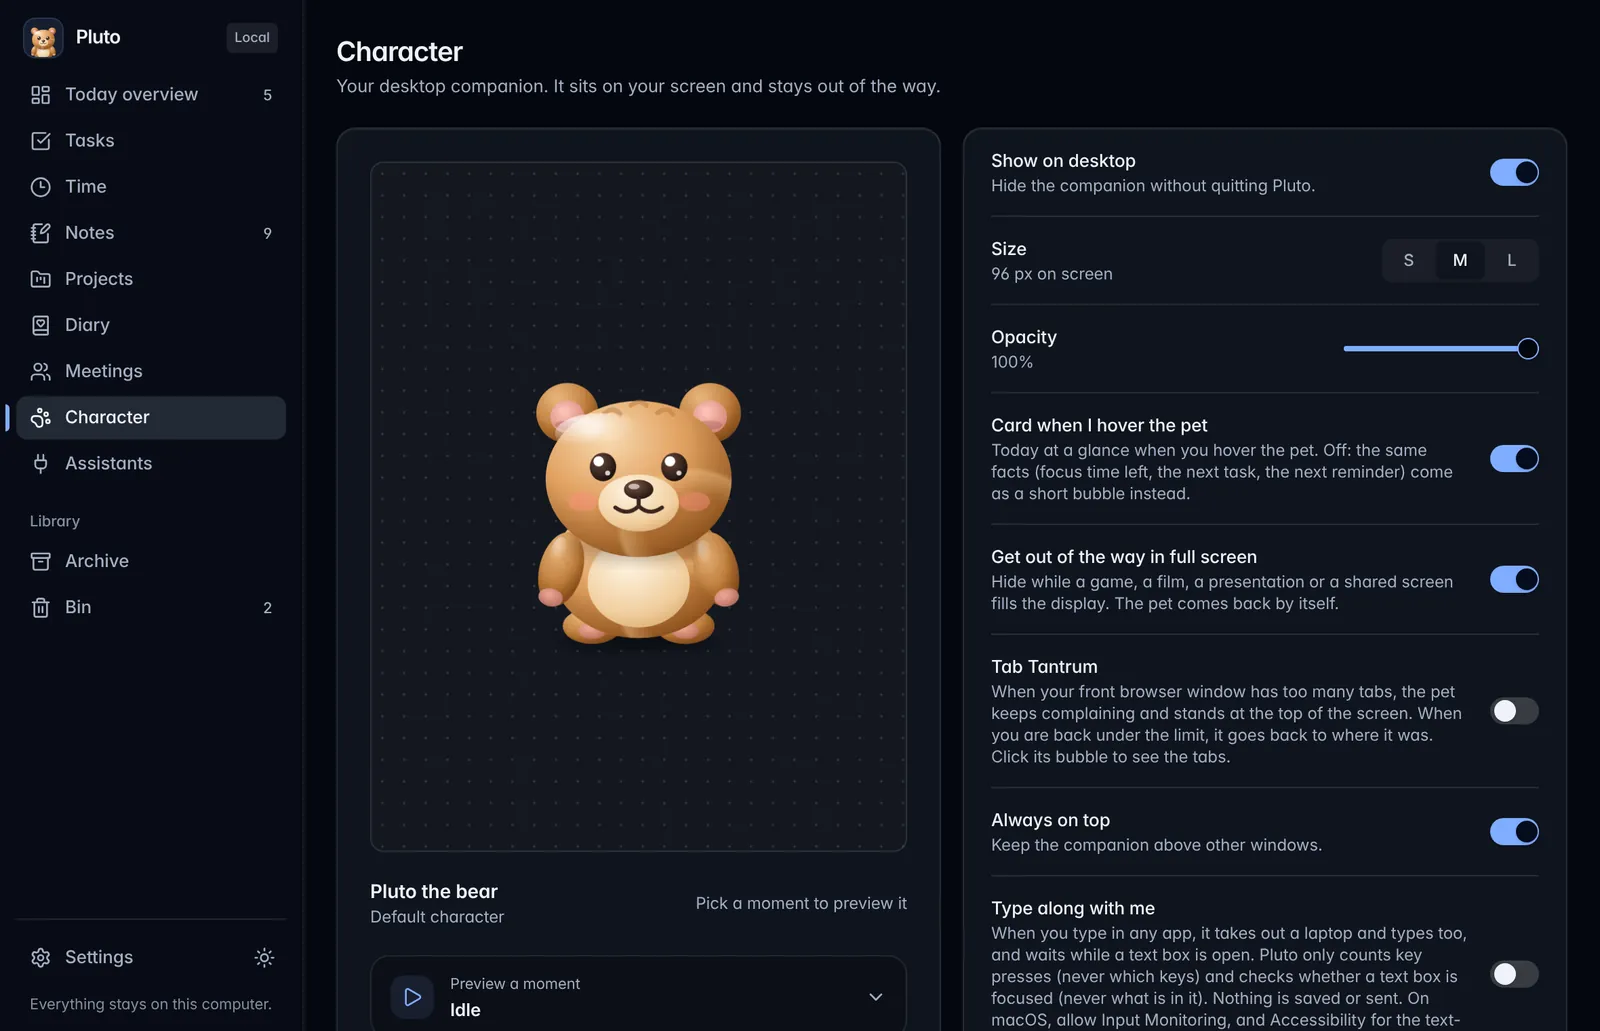 Pluto
Local
Today overview 5
Tasks
Time
Notes 9
Projects
Diary
Meetings
Character
Assistants
Library
Archive
Bin 2
Settings
Everything stays on this computer.
Character
Your desktop companion. It sits on your screen and stays out of the way.
Pluto the bear
Default character
Pick a moment to preview it
Preview a moment
Idle
Show on desktop
Hide the companion without quitting Pluto.
Size
96 px on screen
S M L
Opacity
100%
Card when I hover the pet
Today at a glance when you hover the pet. Off: the same
facts (focus time left, the next task, the next reminder) come
as a short bubble instead.
Get out of the way in full screen
Hide while a game, a film, a presentation or a shared screen
fills the display. The pet comes back by itself.
Tab Tantrum
When your front browser window has too many tabs, the pet
keeps complaining and stands at the top of the screen. When
you are back under the limit, it goes back to where it was.
Click its bubble to see the tabs.
Always on top
Keep the companion above other windows.
Type along with me
When you type in any app, it takes out a laptop and types too,
and waits while a text box is open. Pluto only counts key
presses (never which keys) and checks whether a text box is
focused (never what is in it). Nothing is saved or sent. On
macOS, allow Input Monitoring, and Accessibility for the text-